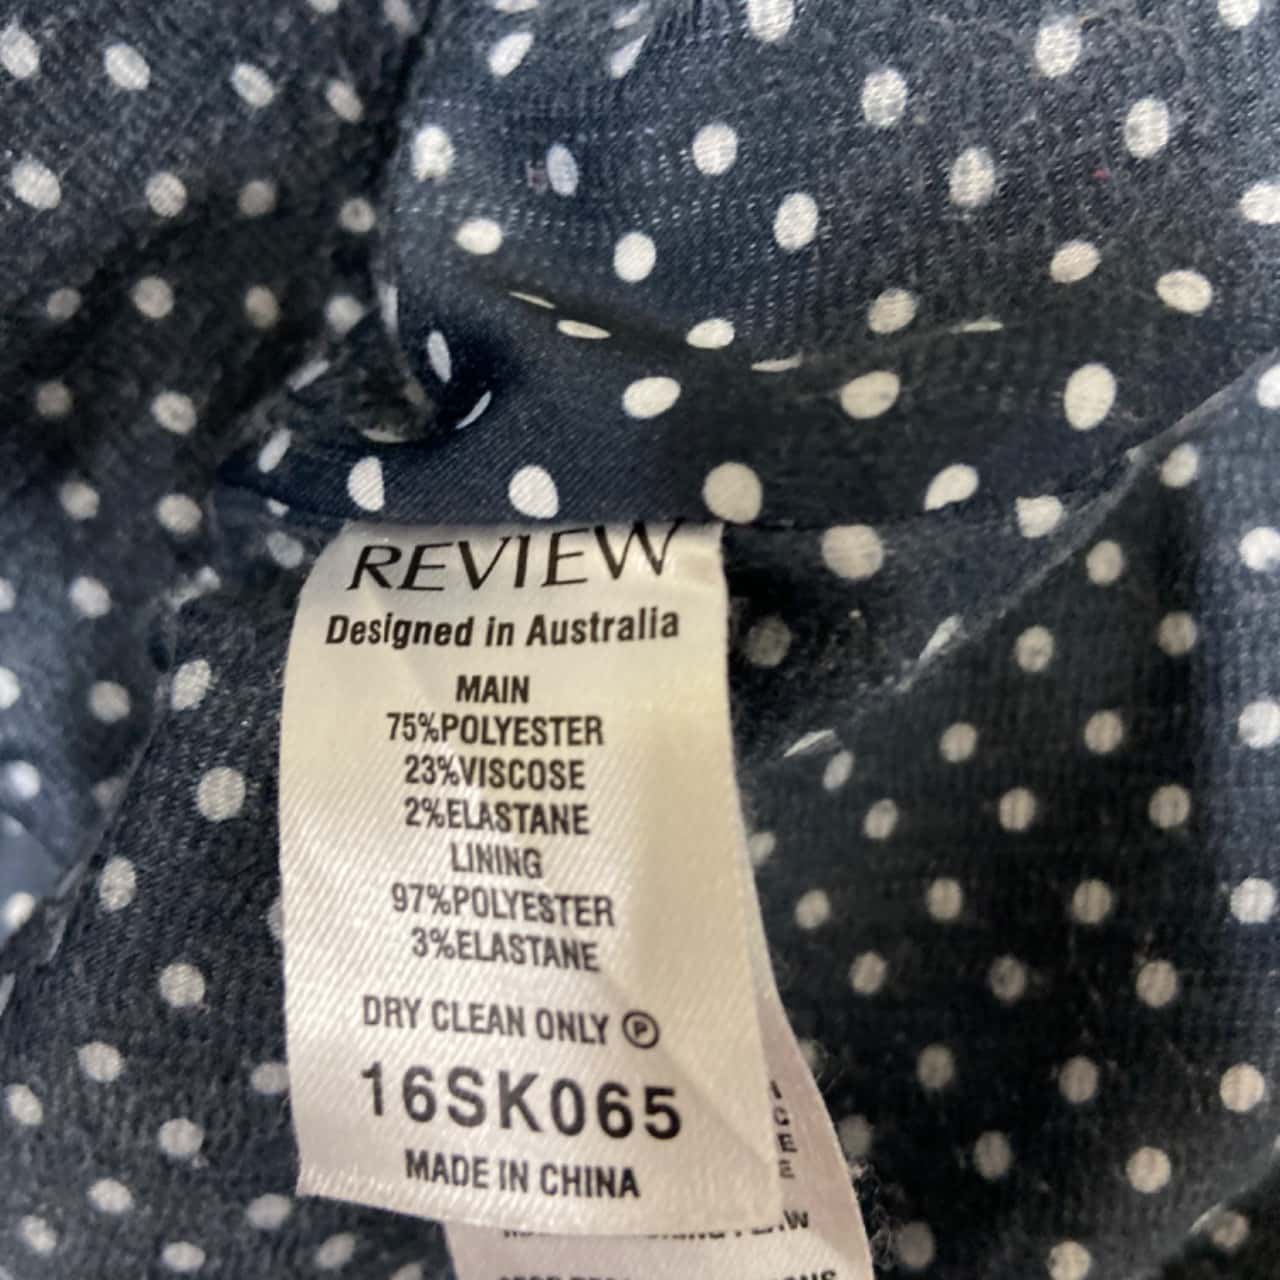 REVIEW
Designed in Australia
MAIN
75%POLYESTER
23%VISCOSE
2%ELASTANE
LINING
97%POLYESTER
3%ELASTANE
DRY CLEAN ONLY Ⓟ
16SK065
MADE IN CHINA